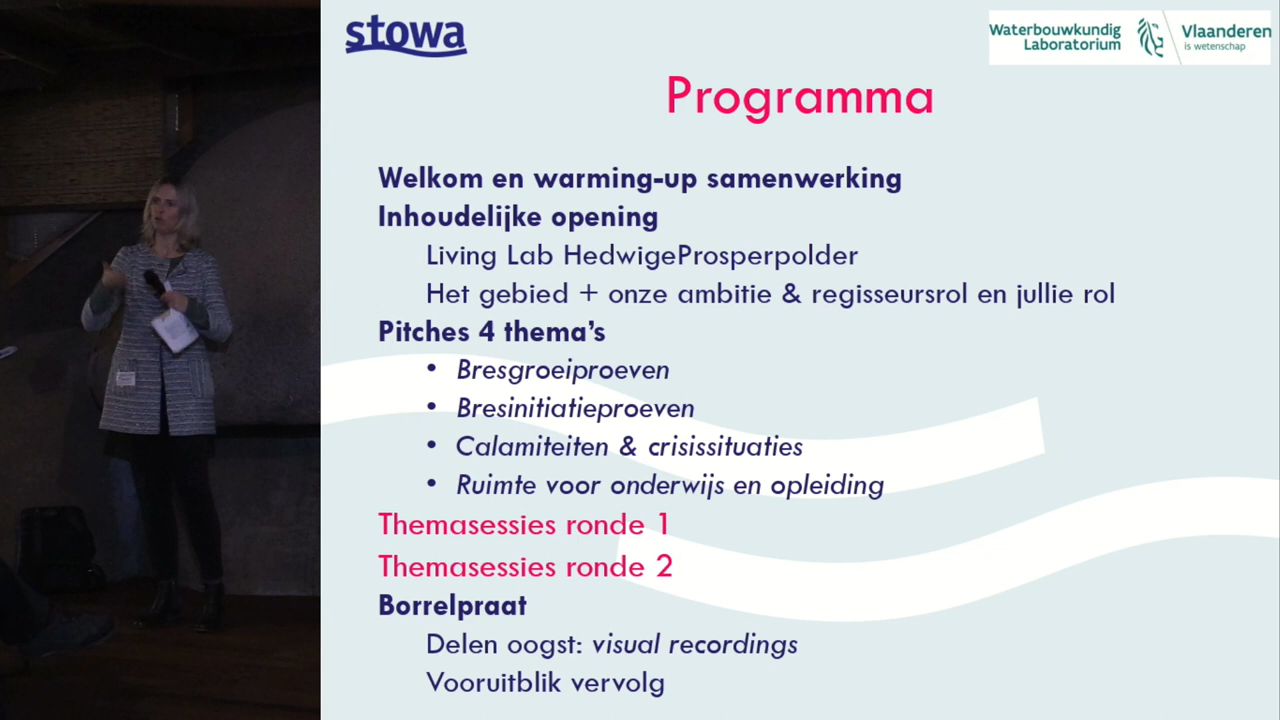 stowa
Waterbouwkundig
Laboratorium
Vlaanderen
is wetenschap
Programma
Welkom en warming-up samenwerking
Inhoudelijke opening
Living Lab HedwigeProsperpolder
Het gebied + onze ambitie & regisseursrol en jullie rol
Pitches 4 thema's
• Bresgroeiproeven
• Bresinitiatieproeven
• Calamiteiten & crisissituaties
• Ruimte voor onderwijs en opleiding
Themasessies ronde 1
Themasessies ronde 2
Borrelpraat
Delen oogst: visual recordings
Vooruitblik vervolg